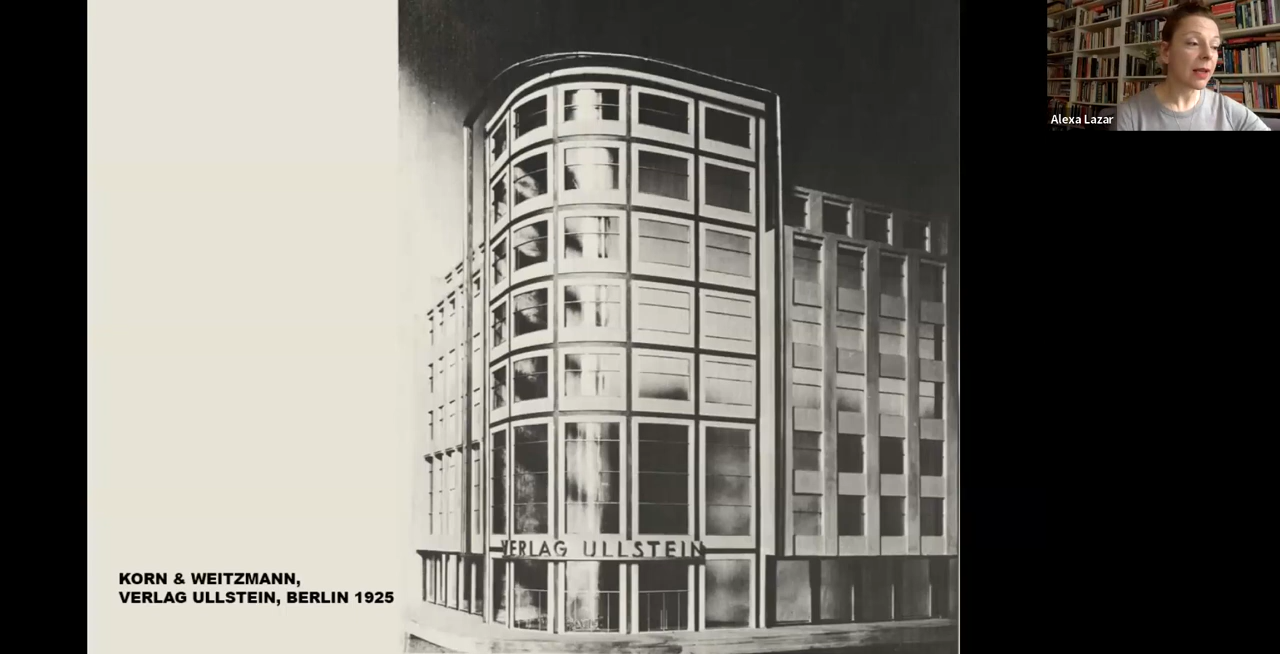 VERLAG ULLSTEIN
KORN & WEITZMANN,
VERLAG ULLSTEIN, BERLIN 1925
Alexa Lazar